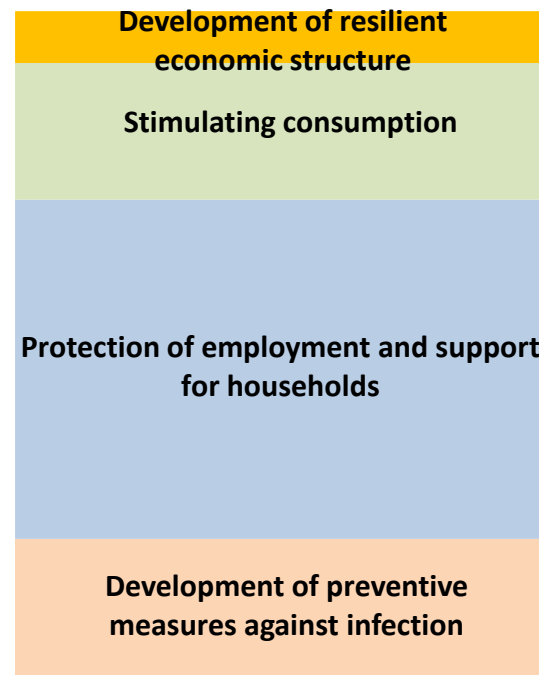 Development of resilient
economic structure
Stimulating consumption
Protection of employment and support
for households
Development of preventive
measures against infection